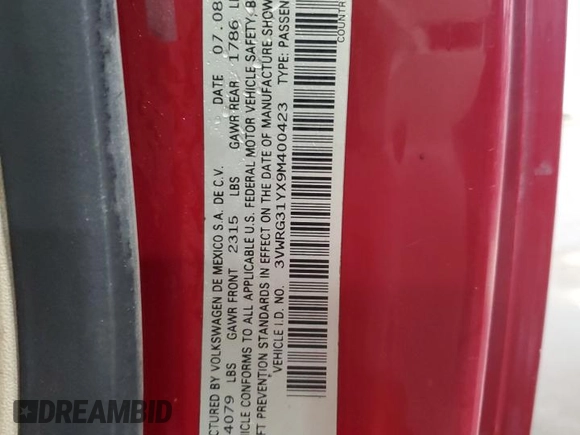 CTURED BY VOLKSWAGEN DE MEXICO S.A. DE C.V. DATE 07.08
4079 LBS GAWR FRONT 2315 LBS GAWR REAR 1786 L
HICLE CONFORMS TO ALL APPLICABLE U.S. FEDERAL MOTOR VEHICLE SAFETY, B
FT PREVENTION STANDARDS IN EFFECT ON THE DATE OF MANUFACTURE SHOW
VEHICLE I.D. NO. 3VWRG31YX9M400423 TYPE: PASSEN
COUNTR
DREAMBID